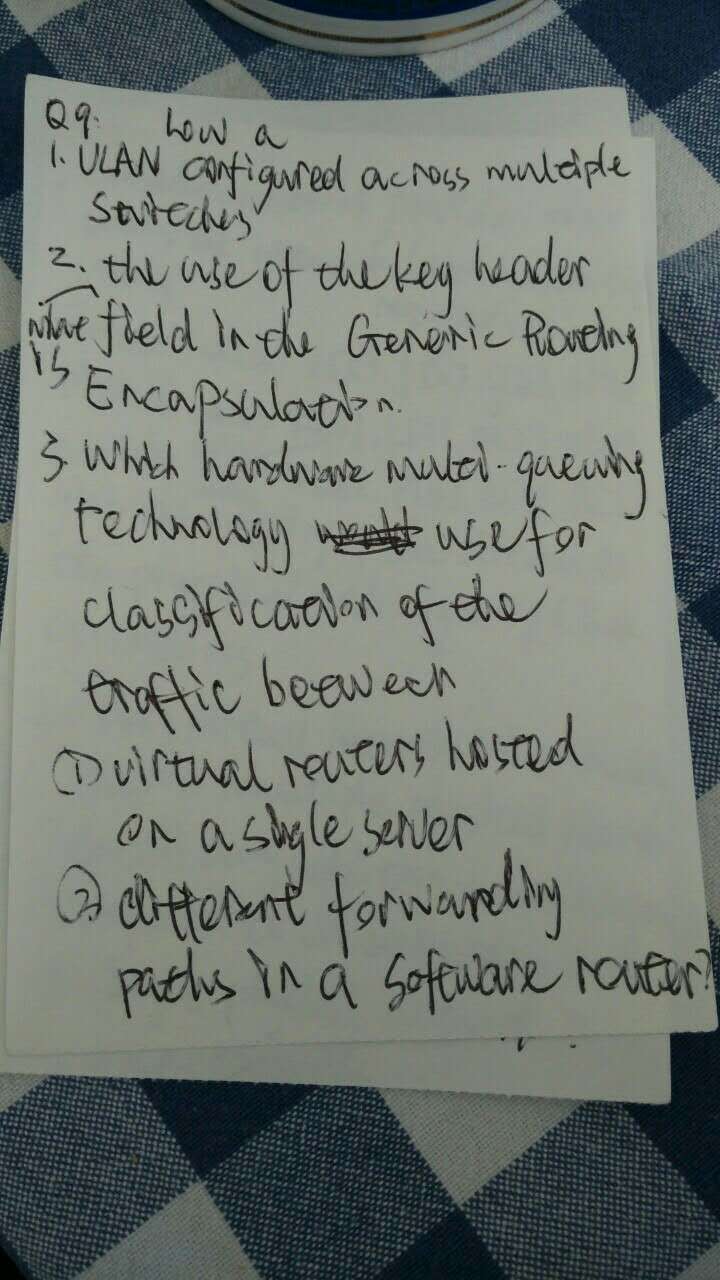 Q9. how a
1. VLAN configured across multiple
switches
2. the use of the key header
what field in the Generic Routing
is Encapsulation.
3. Which hardware multi-queuing
technology use for
classification of the
traffic between
① virtual routers hosted
on a single server
② different forwarding
paths in a software router?